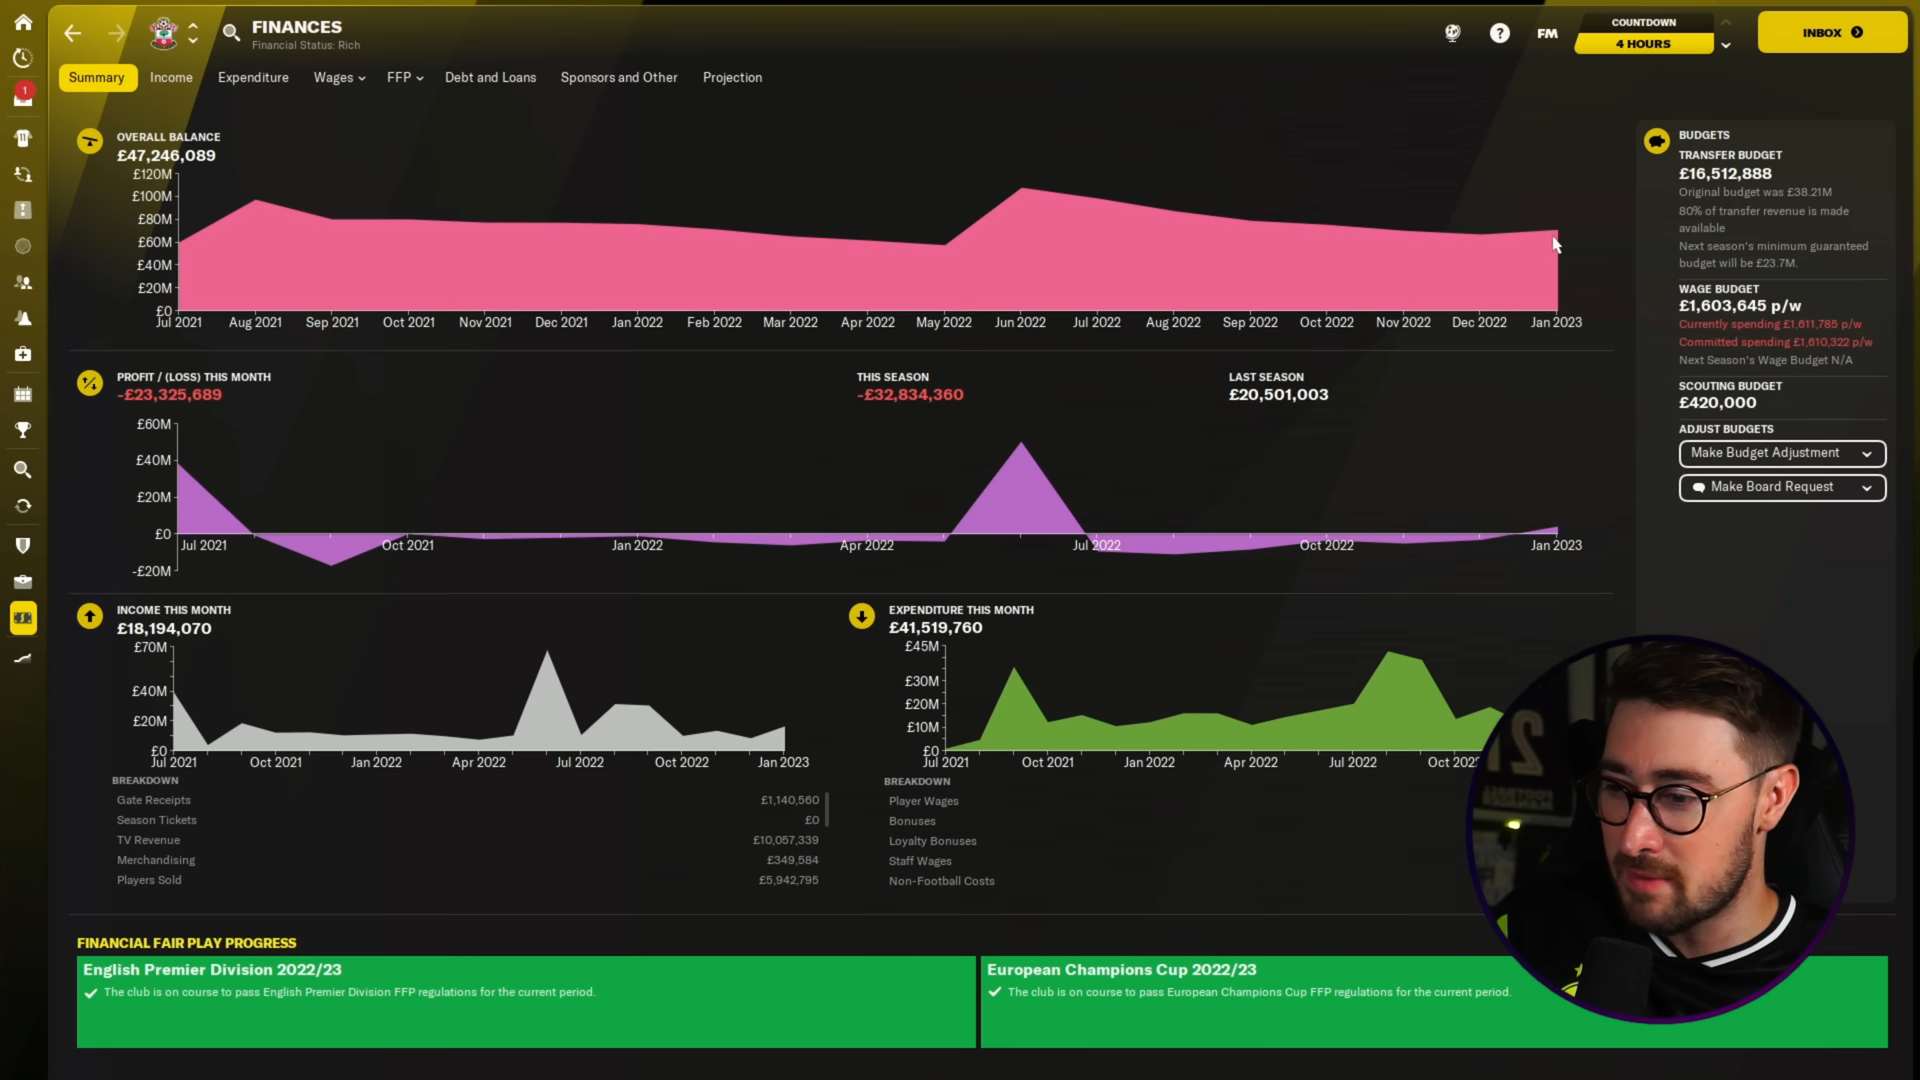 FINANCES
Financial Status: Rich
FM
COUNTDOWN
4 HOURS
INBOX
Summary
Income
Expenditure
Wages
FFP
Debt and Loans
Sponsors and Other
Projection
1
11
OVERALL BALANCE
£47,246,089
£120M
£100M
£80M
£60M
£40M
£20M
£0
Jul 2021 Aug 2021 Sep 2021 Oct 2021 Nov 2021 Dec 2021 Jan 2022 Feb 2022 Mar 2022 Apr 2022 May 2022 Jun 2022 Jul 2022 Aug 2022 Sep 2022 Oct 2022 Nov 2022 Dec 2022 Jan 2023
PROFIT / (LOSS) THIS MONTH
-£23,325,689
THIS SEASON
-£32,834,360
LAST SEASON
£20,501,003
£60M
£40M
£20M
£0
-£20M
Jul 2021 Oct 2021 Jan 2022 Apr 2022 Jul 2022 Oct 2022 Jan 2023
INCOME THIS MONTH
£18,194,070
£70M
£40M
£20M
£0
Jul 2021 Oct 2021 Jan 2022 Apr 2022 Jul 2022 Oct 2022 Jan 2023
BREAKDOWN
Gate Receipts £1,140,560
Season Tickets £0
TV Revenue £10,057,339
Merchandising £349,584
Players Sold £5,942,795
EXPENDITURE THIS MONTH
£41,519,760
£45M
£30M
£20M
£10M
£0
Jul 2021 Oct 2021 Jan 2022 Apr 2022 Jul 2022
BREAKDOWN
Player Wages
Bonuses
Loyalty Bonuses
Staff Wages
Non-Football Costs
BUDGETS
TRANSFER BUDGET
£16,512,888
Original budget was £38.21M
80% of transfer revenue is made
available
Next season's minimum guaranteed
budget will be £23.7M.
WAGE BUDGET
£1,603,645 p/w
Currently spending £1,611,785 p/w
Committed spending £1,610,322 p/w
Next Season's Wage Budget N/A
SCOUTING BUDGET
£420,000
ADJUST BUDGETS
Make Budget Adjustment
Make Board Request
FINANCIAL FAIR PLAY PROGRESS
English Premier Division 2022/23
The club is on course to pass English Premier Division FFP regulations for the current period.
European Champions Cup 2022/23
The club is on course to pass European Champions Cup FFP regulations for the current period.